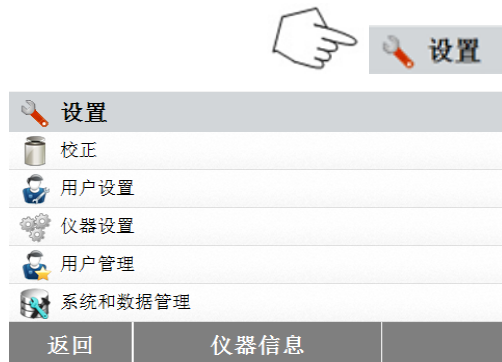 设置
设置
校正
用户设置
仪器设置
用户管理
系统和数据管理
返回 仪器信息